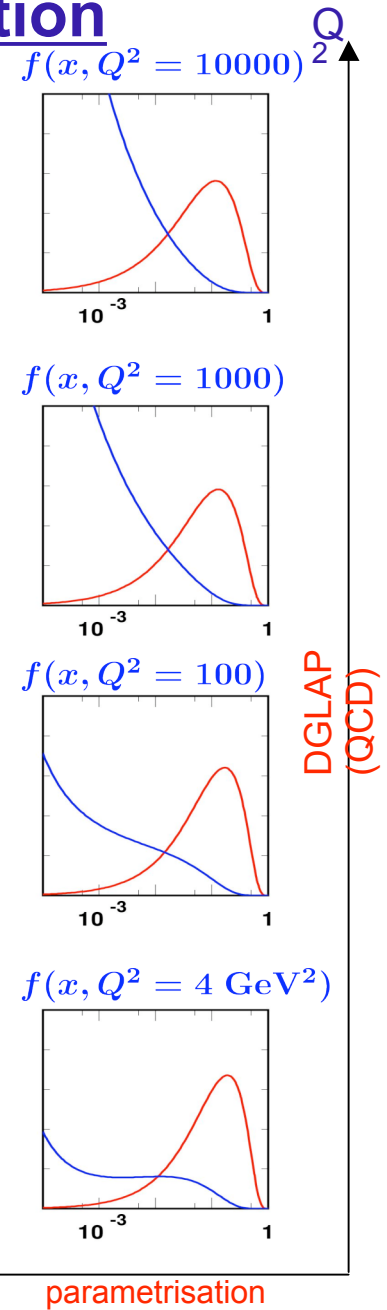 Q
2
f(x, Q² = 10000)
10 -3 1
f(x, Q² = 1000)
10 -3 1
f(x, Q² = 100)
10 -3 1
DGLAP
(QCD)
f(x, Q² = 4 GeV²)
10 -3 1
parametrisation